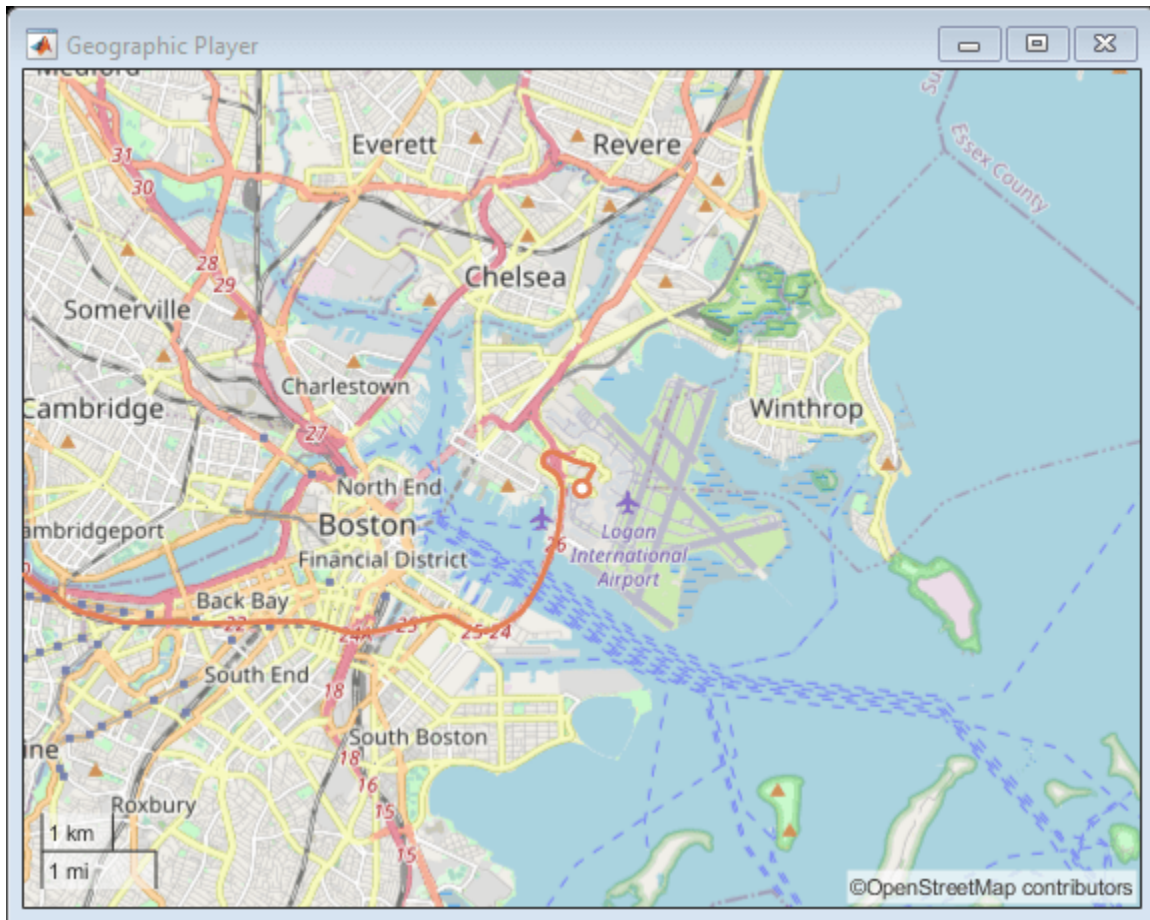 Geographic Player
Medford
Everett
Revere
Essex County
31
30
Chelsea
28
29
Somerville
Charlestown
Cambridge
Winthrop
27
North End
Boston
ambridgeport
Logan
International
Airport
26
Financial District
Back Bay
22
24A
25
25
24
South End
18
South Boston
ine
18
16
Roxbury
15
15
1 km
1 mi
©OpenStreetMap contributors